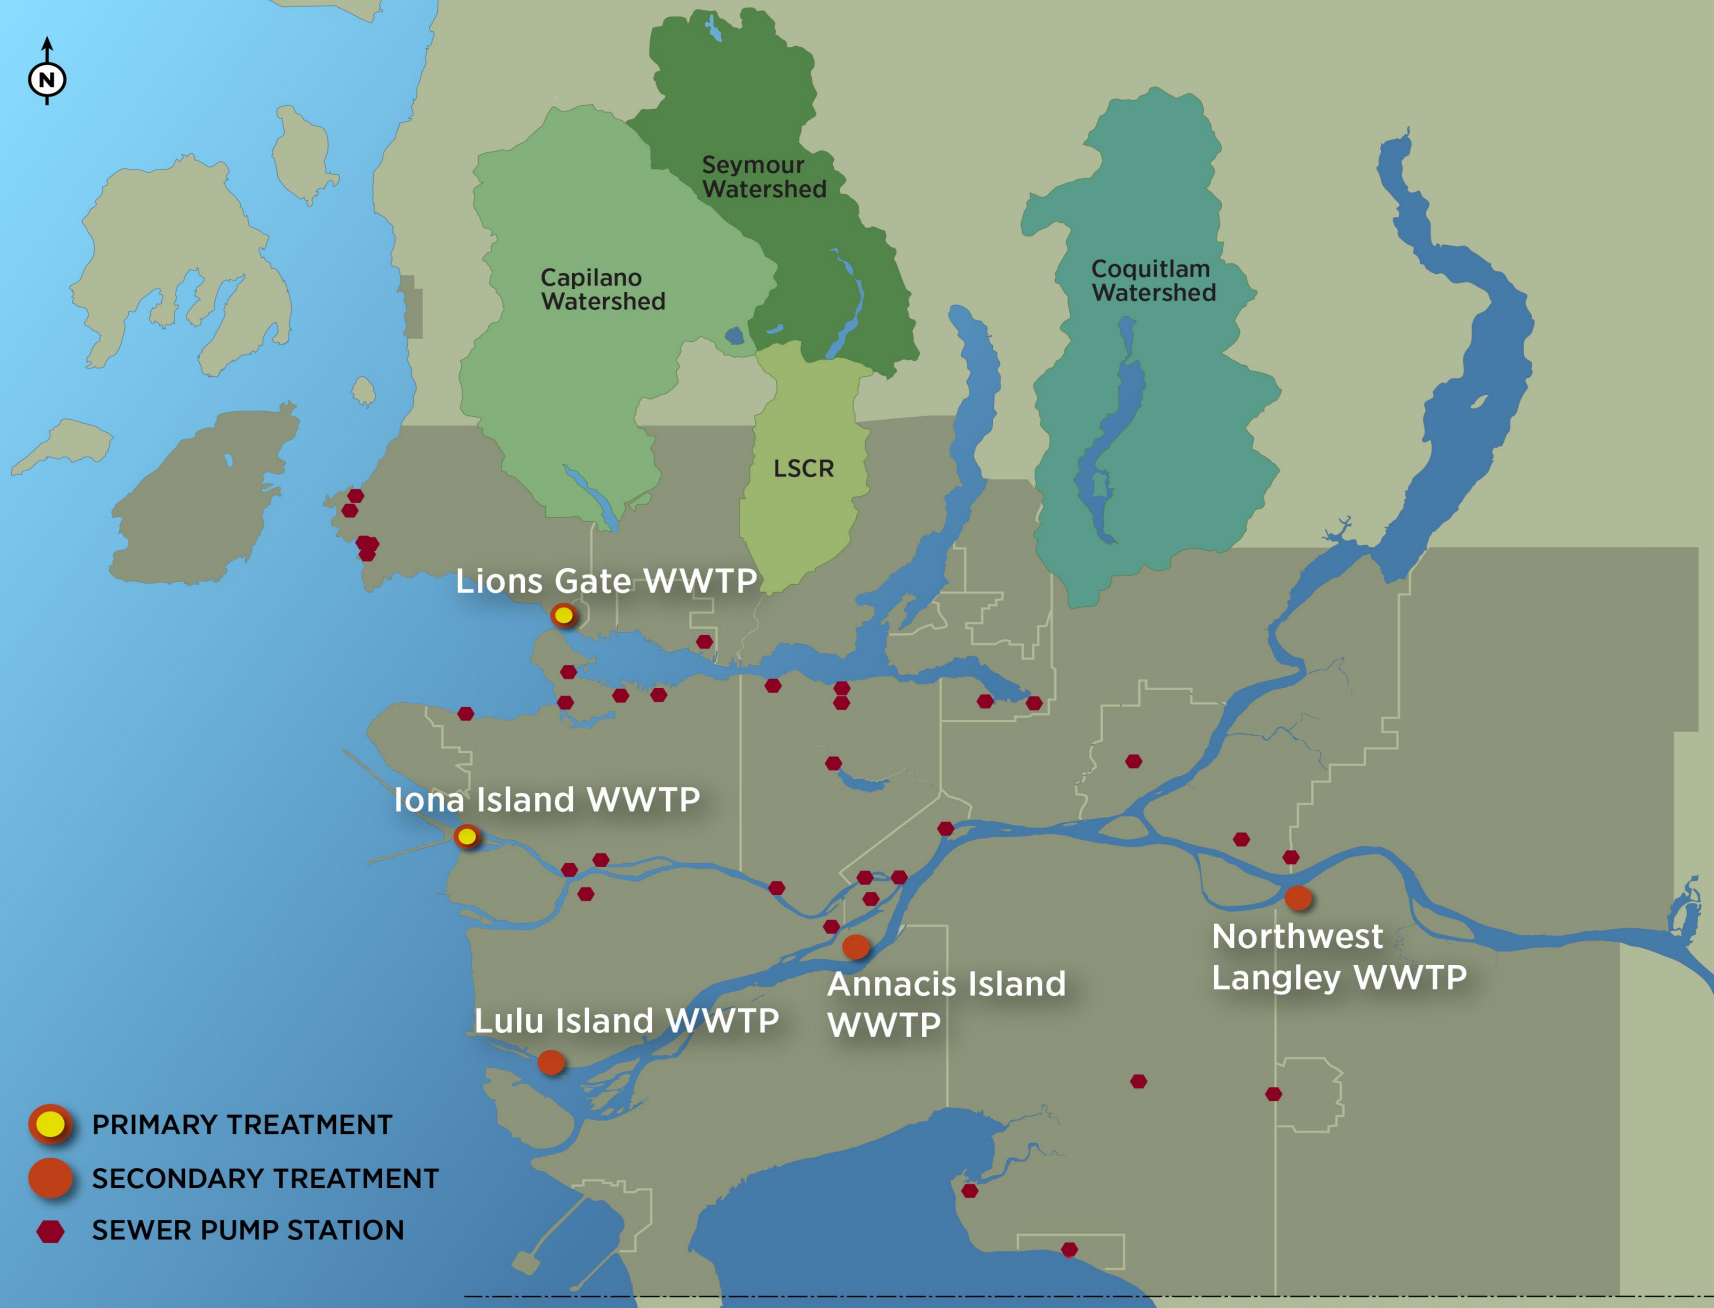 N
Seymour
Watershed
Capilano
Watershed
Coquitlam
Watershed
LSCR
Lions Gate WWTP
Iona Island WWTP
Northwest
Langley WWTP
Annacis Island
WWTP
Lulu Island WWTP
PRIMARY TREATMENT
SECONDARY TREATMENT
SEWER PUMP STATION